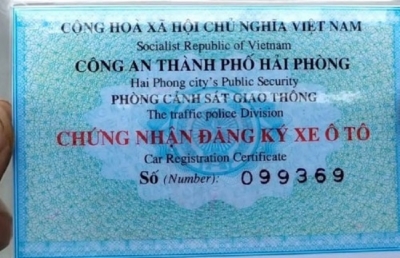 CỘNG HOÀ XÃ HỘI CHỦ NGHĨA VIỆT NAM
Socialist Republic of Vietnam
CÔNG AN THÀNH PHỐ HẢI PHÒNG
Hai Phong city's Public Security
PHÒNG CẢNH SÁT GIAO THÔNG
The traffic police Division
CHỨNG NHẬN ĐĂNG KÝ XE Ô TÔ
Car Registration Certificate
Số (Number): 099369